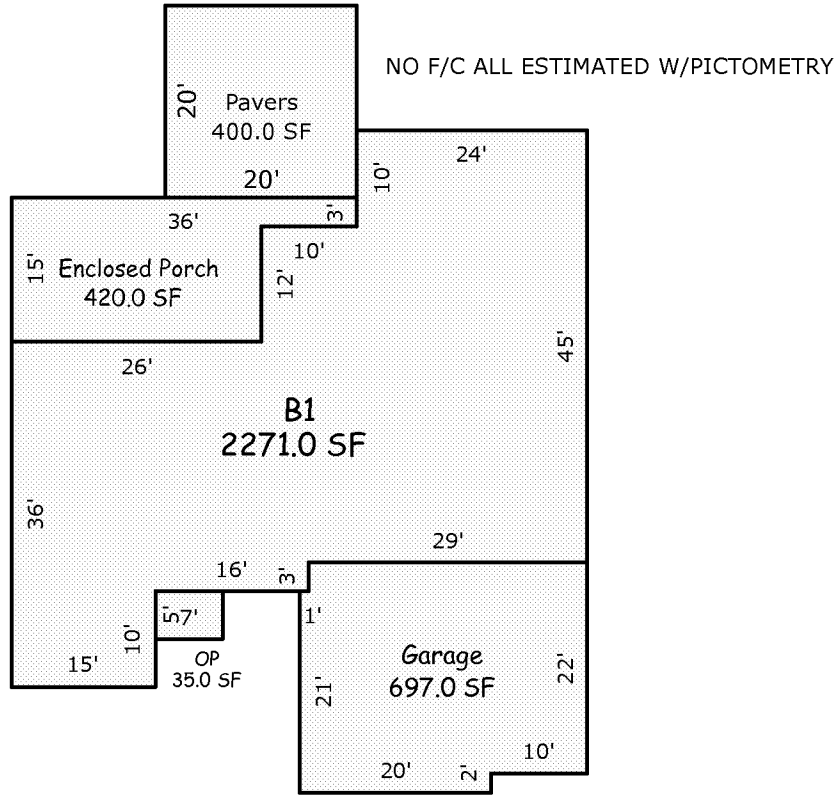 NO F/C ALL ESTIMATED W/PICTOMETRY
20'
Pavers
400.0 SF
20'
24'
10'
36'
3'
15'
Enclosed Porch
420.0 SF
10'
12'
26'
45'
B1
2271.0 SF
36'
29'
16'
3'
5'
7'
1'
10'
15'
OP
35.0 SF
Garage
697.0 SF
22'
21'
10'
20'
2'